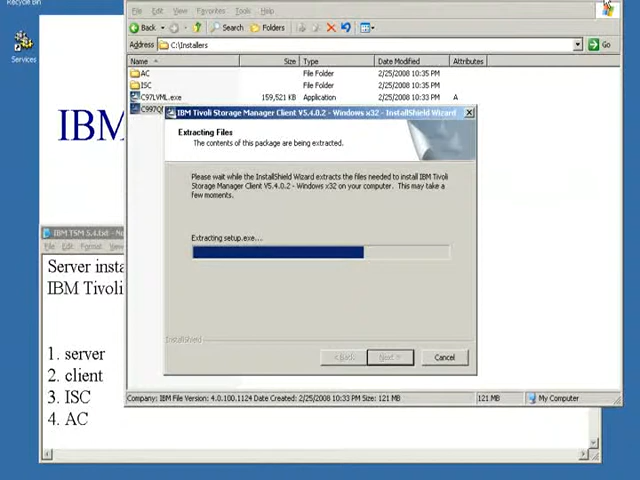 Recycle Bin
Services
IBM
File Edit View Favorites Tools Help
Back Search Folders
Address C:\Installers Go
Name Size Type Date Modified Attributes
AC File Folder 2/25/2008 10:35 PM
ISC File Folder 2/25/2008 10:35 PM
C97LVML.exe 159,521 KB Application 2/25/2008 10:34 PM A
IBM Tivoli Storage Manager Client V5.4.0.2 - Windows x32 - InstallShield Wizard
Extracting Files
The contents of this package are being extracted.
Please wait while the InstallShield Wizard extracts the files needed to install IBM Tivoli
Storage Manager Client V5.4.0.2 - Windows x32 on your computer. This may take a
few moments.
Extracting setup.exe...
InstallShield
< Back Next > Cancel
Company: IBM File Version: 4.0.100.1124 Date Created: 2/25/2008 10:33 PM Size: 121 MB 121 MB My Computer
IBM TSM 5.4.txt - N
File Edit Format View
Server insta
IBM Tivoli
1. server
2. client
3. ISC
4. AC